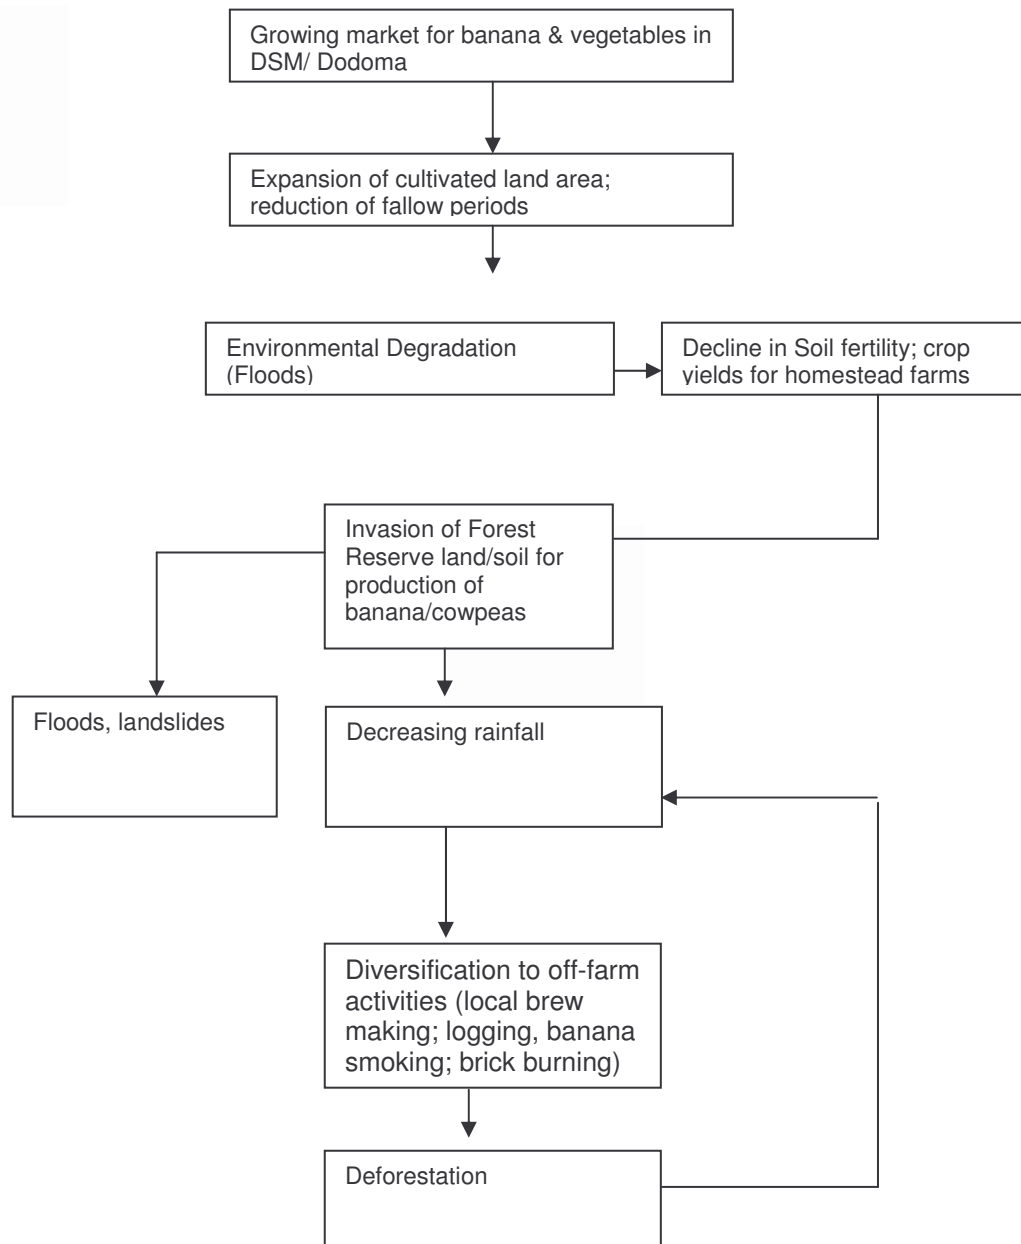 Growing market for banana & vegetables in
DSM/ Dodoma
Expansion of cultivated land area;
reduction of fallow periods
Environmental Degradation
(Floods)
Decline in Soil fertility; crop
yields for homestead farms
Invasion of Forest
Reserve land/soil for
production of
banana/cowpeas
Floods, landslides
Decreasing rainfall
Diversification to off-farm
activities (local brew
making; logging, banana
smoking; brick burning)
Deforestation